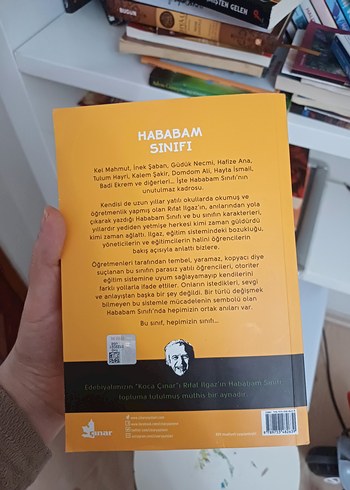 HABABAM
SINIFI
Kel Mahmut, İnek Şaban, Güdük Necmi, Hafize Ana,
Tulum Hayri, Kalem Şakir, Domdom Ali, Hayta İsmail,
Badi Ekrem ve diğerleri... İşte Hababam Sınıfı'nın
unutulmaz kadrosu.
Kendisi de uzun yıllar yatılı okullarda okumuş ve
öğretmenlik yapmış olan Rıfat Ilgaz'ın, anılarından yola
çıkarak yazdığı Hababam Sınıfı ve bu sınıfın karakterleri,
yıllardır yediden yetmişe herkesi kimi zaman güldürdü
kimi zaman ağlattı. Ilgaz, eğitim sistemindeki bozukluğu,
yöneticilerin ve eğitimcilerin halini öğrencilerin
bakış açısıyla anlattı bizlere.
Öğretmenleri tarafından tembel, yaramaz, kopyacı diye
suçlanan bu sınıfın parasız yatılı öğrencileri, otoriter
eğitim sistemine uyum sağlayamayıp kendilerini
farklı yollarla ifade ettiler. Onların istedikleri, sevgi
ve anlayıştan başka bir şey değildi. Bir türlü değişmek
bilmeyen bu sistemle mücadelenin sembolü olan
Hababam Sınıfı'nda hepimizin ortak anıları var.
Bu sınıf, hepimizin sınıfı...
Edebiyatımızın "Koca Çınar"ı Rıfat Ilgaz'ın Hababam Sınıfı,
topluma tutulmuş müthiş bir aynadır.
çınar